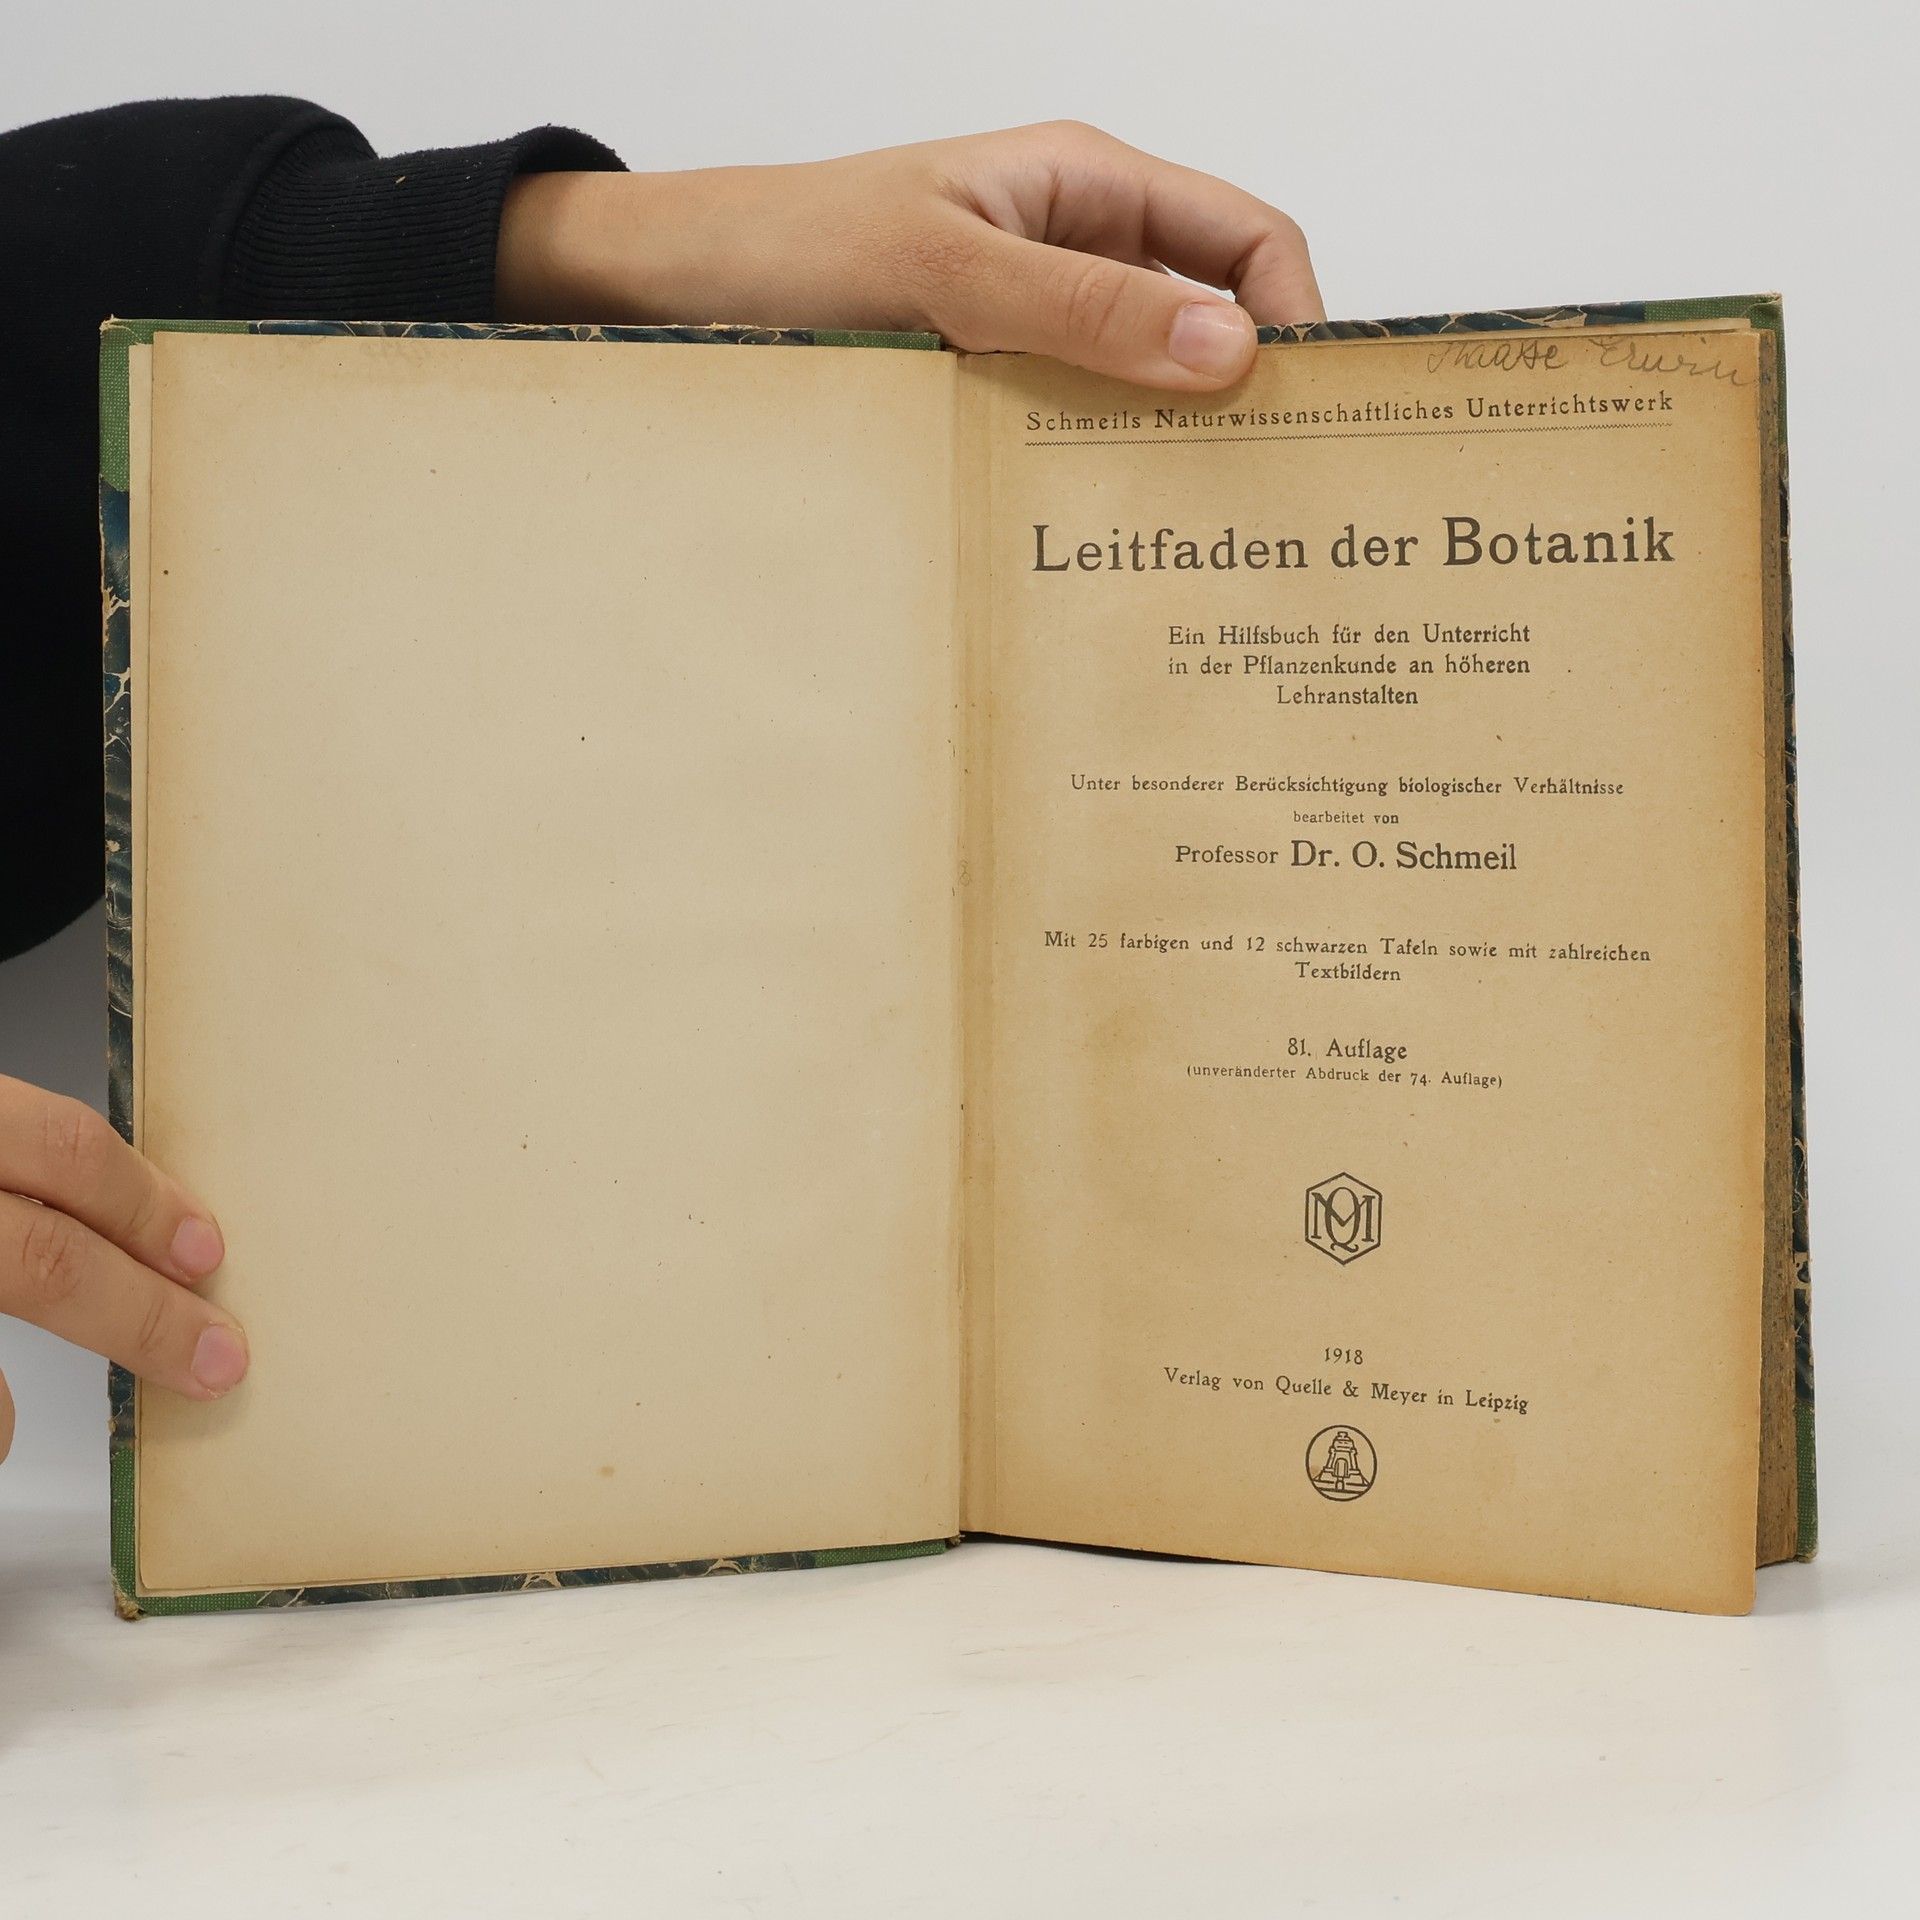 Erwin
Schmeils Naturwissenschaftliches Unterrichtswerk
Leitfaden der Botanik
Ein Hilfsbuch für den Unterricht
in der Pflanzenkunde an höheren
Lehranstalten
Unter besonderer Berücksichtigung biologischer Verhältnisse
bearbeitet von
Professor Dr. O. Schmeil
Mit 25 farbigen und 12 schwarzen Tafeln sowie mit zahlreichen
Textbildern
81. Auflage
(unveränderter Abdruck der 74. Auflage)
QM
1918
Verlag von Quelle & Meyer in Leipzig